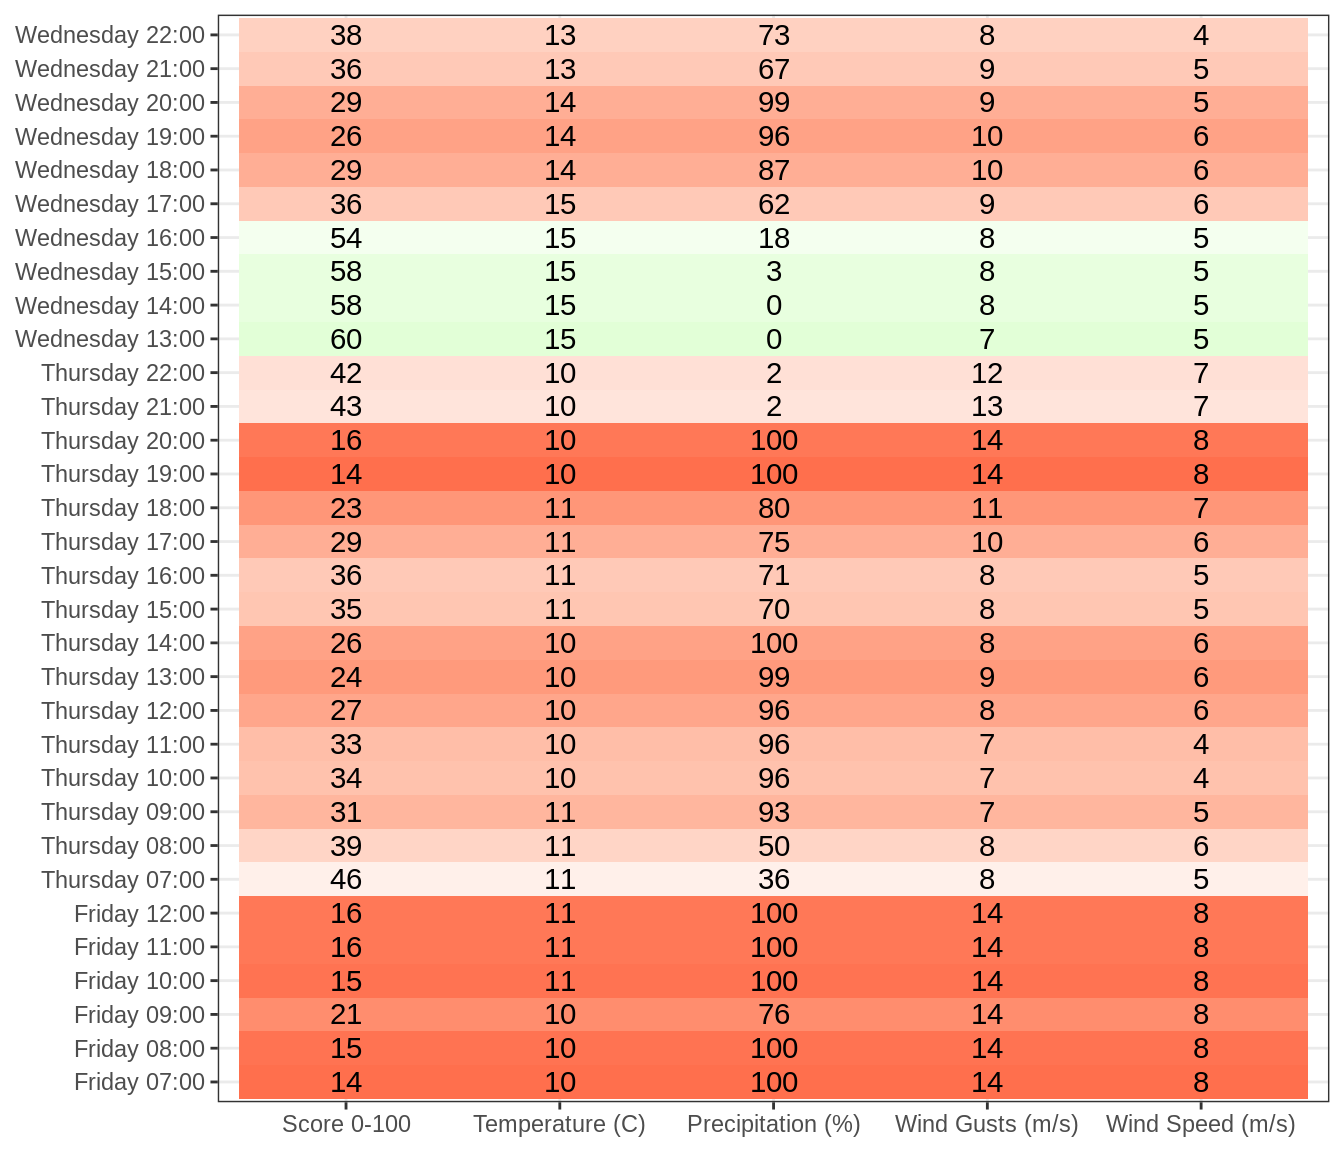 Wednesday 22:00 38 13 73 8 4
Wednesday 21:00 36 13 67 9 5
Wednesday 20:00 29 14 99 9 5
Wednesday 19:00 26 14 96 10 6
Wednesday 18:00 29 14 87 10 6
Wednesday 17:00 36 15 62 9 6
Wednesday 16:00 54 15 18 8 5
Wednesday 15:00 58 15 3 8 5
Wednesday 14:00 58 15 0 8 5
Wednesday 13:00 60 15 0 7 5
Thursday 22:00 42 10 2 12 7
Thursday 21:00 43 10 2 13 7
Thursday 20:00 16 10 100 14 8
Thursday 19:00 14 10 100 14 8
Thursday 18:00 23 11 80 11 7
Thursday 17:00 29 11 75 10 6
Thursday 16:00 36 11 71 8 5
Thursday 15:00 35 11 70 8 5
Thursday 14:00 26 10 100 8 6
Thursday 13:00 24 10 99 9 6
Thursday 12:00 27 10 96 8 6
Thursday 11:00 33 10 96 7 4
Thursday 10:00 34 10 96 7 4
Thursday 09:00 31 11 93 7 5
Thursday 08:00 39 11 50 8 6
Thursday 07:00 46 11 36 8 5
Friday 12:00 16 11 100 14 8
Friday 11:00 16 11 100 14 8
Friday 10:00 15 11 100 14 8
Friday 09:00 21 10 76 14 8
Friday 08:00 15 10 100 14 8
Friday 07:00 14 10 100 14 8
Score 0-100 Temperature (C) Precipitation (%) Wind Gusts (m/s) Wind Speed (m/s)